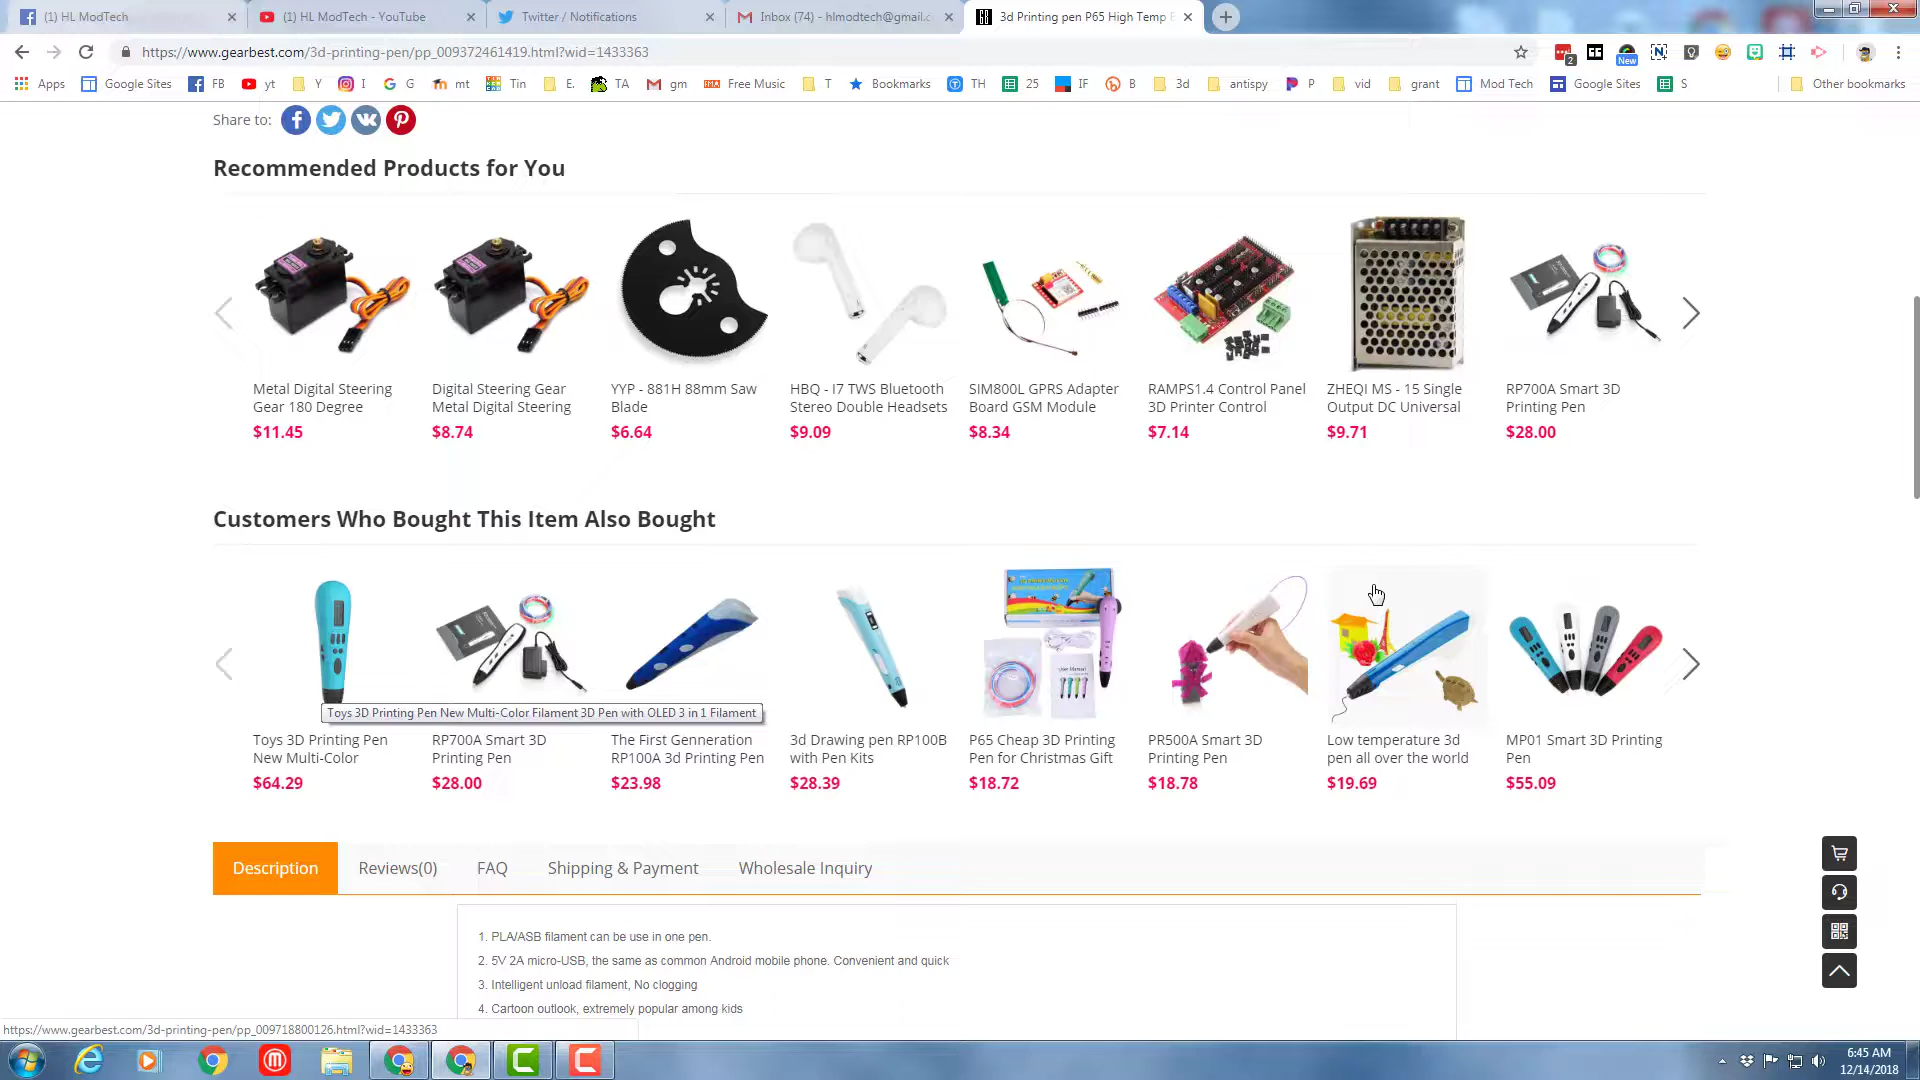 (1) HL ModTech
(1) HL ModTech - YouTube
Twitter / Notifications
Inbox (74) - hlmodtech@gmail.c
3d Printing pen P65 High Temp
https://www.gearbest.com/3d-printing-pen/pp_009372461419.html?wid=1433363
2
New
Apps
Google Sites
FB
yt
Y
I
G
mt
Tin
E.
TA
gm
Free Music
T
Bookmarks
TH
25
IF
B
3d
antispy
P
vid
grant
Mod Tech
Google Sites
S
Other bookmarks
Share to:
Recommended Products for You
Metal Digital Steering
Gear 180 Degree
$11.45
Digital Steering Gear
Metal Digital Steering
$8.74
YYP - 881H 88mm Saw
Blade
$6.64
HBQ - I7 TWS Bluetooth
Stereo Double Headsets
$9.09
SIM800L GPRS Adapter
Board GSM Module
$8.34
RAMPS1.4 Control Panel
3D Printer Control
$7.14
ZHEQI MS - 15 Single
Output DC Universal
$9.71
RP700A Smart 3D
Printing Pen
$28.00
Customers Who Bought This Item Also Bought
Toys 3D Printing Pen New Multi-Color Filament 3D Pen with OLED 3 in 1 Filament
Toys 3D Printing Pen
New Multi-Color
$64.29
RP700A Smart 3D
Printing Pen
$28.00
The First Genneration
RP100A 3d Printing Pen
$23.98
3d Drawing pen RP100B
with Pen Kits
$28.39
P65 Cheap 3D Printing
Pen for Christmas Gift
$18.72
PR500A Smart 3D
Printing Pen
$18.78
Low temperature 3d
pen all over the world
$19.69
MP01 Smart 3D Printing
Pen
$55.09
Description
Reviews(0)
FAQ
Shipping & Payment
Wholesale Inquiry
1. PLA/ASB filament can be use in one pen.
2. 5V 2A micro-USB, the same as common Android mobile phone. Convenient and quick
3. Intelligent unload filament, No clogging
4. Cartoon outlook, extremely popular among kids
https://www.gearbest.com/3d-printing-pen/pp_009718800126.html?wid=1433363
6:45 AM
12/14/2018